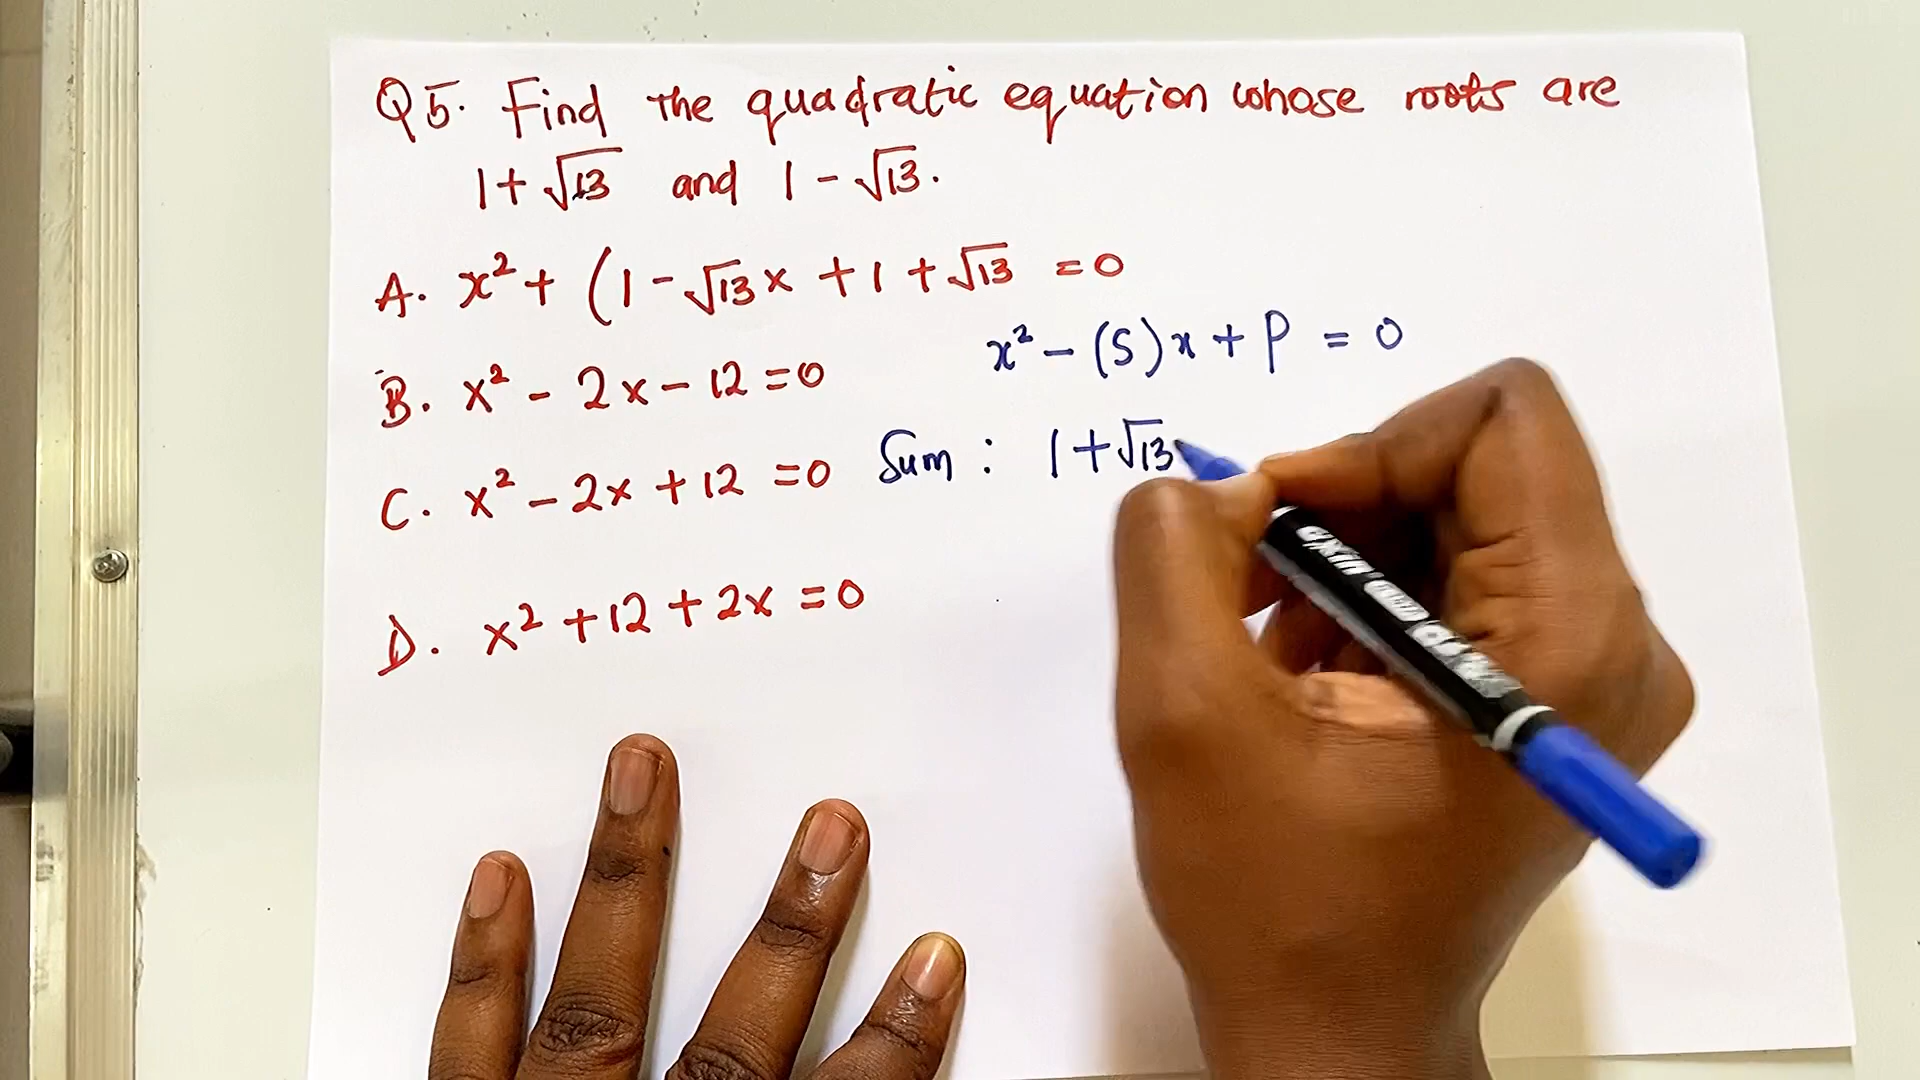 Q5. Find the quadratic equation whose roots are
1 + √13 and 1 - √13.
A. x² + (1 - √13x + 1 + √13 = 0
x² - (S)x + P = 0
B. x² - 2x - 12 = 0
Sum : 1 + √13
C. x² - 2x + 12 = 0
D. x² + 12 + 2x = 0